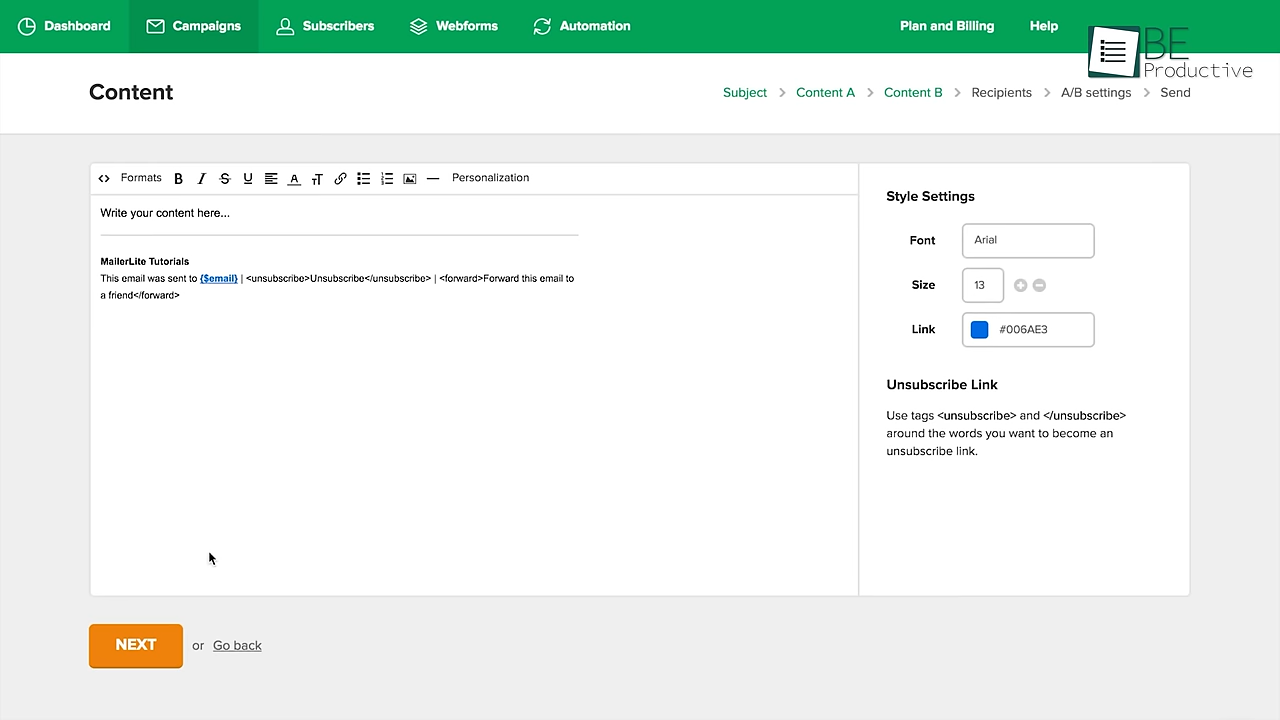 Dashboard
Campaigns
Subscribers
Webforms
Automation
Plan and Billing
Help
BE
Productive
Content
Subject > Content A > Content B > Recipients > A/B settings > Send
<> Formats B I S U A TT Personalization
Write your content here...
MailerLite Tutorials
This email was sent to {$email} | <unsubscribe>Unsubscribe</unsubscribe> | <forward>Forward this email to
a friend</forward>
Style Settings
Font Arial
Size 13
Link #006AE3
Unsubscribe Link
Use tags <unsubscribe> and </unsubscribe>
around the words you want to become an
unsubscribe link.
NEXT or Go back